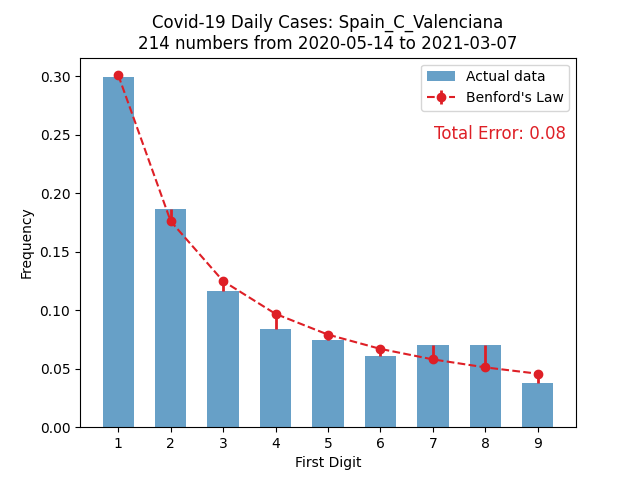 Covid-19 Daily Cases: Spain_C_Valenciana
214 numbers from 2020-05-14 to 2021-03-07
Actual data
Benford's Law
Total Error: 0.08
Frequency
0.30
0.25
0.20
0.15
0.10
0.05
0.00
1 2 3 4 5 6 7 8 9
First Digit